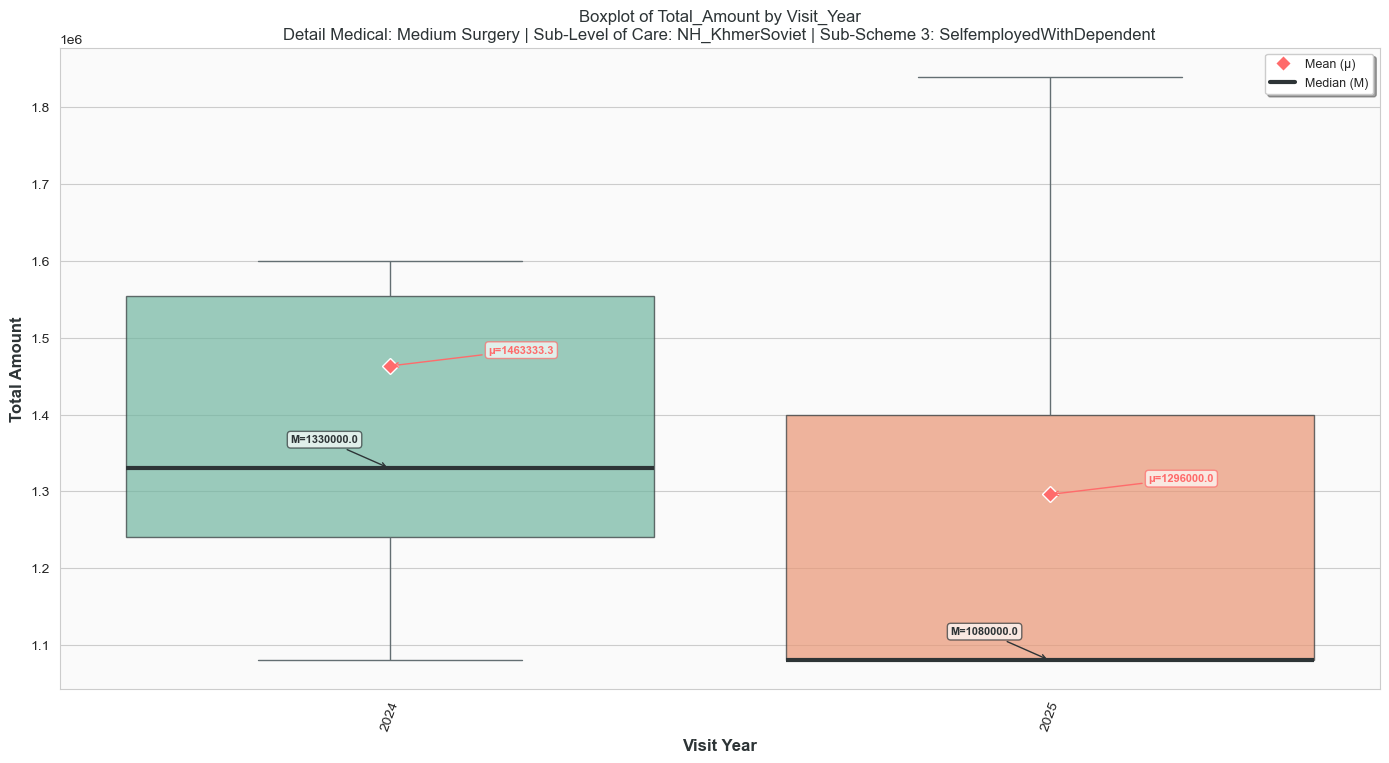 Boxplot of Total_Amount by Visit_Year
Detail Medical: Medium Surgery | Sub-Level of Care: NH_KhmerSoviet | Sub-Scheme 3: SelfemployedWithDependent
1e6
Mean (μ)
Median (M)
1.8
1.7
1.6
1.5
1.4
1.3
1.2
1.1
Total Amount
μ=1463333.3
M=1330000.0
μ=1296000.0
M=1080000.0
2024
2025
Visit Year